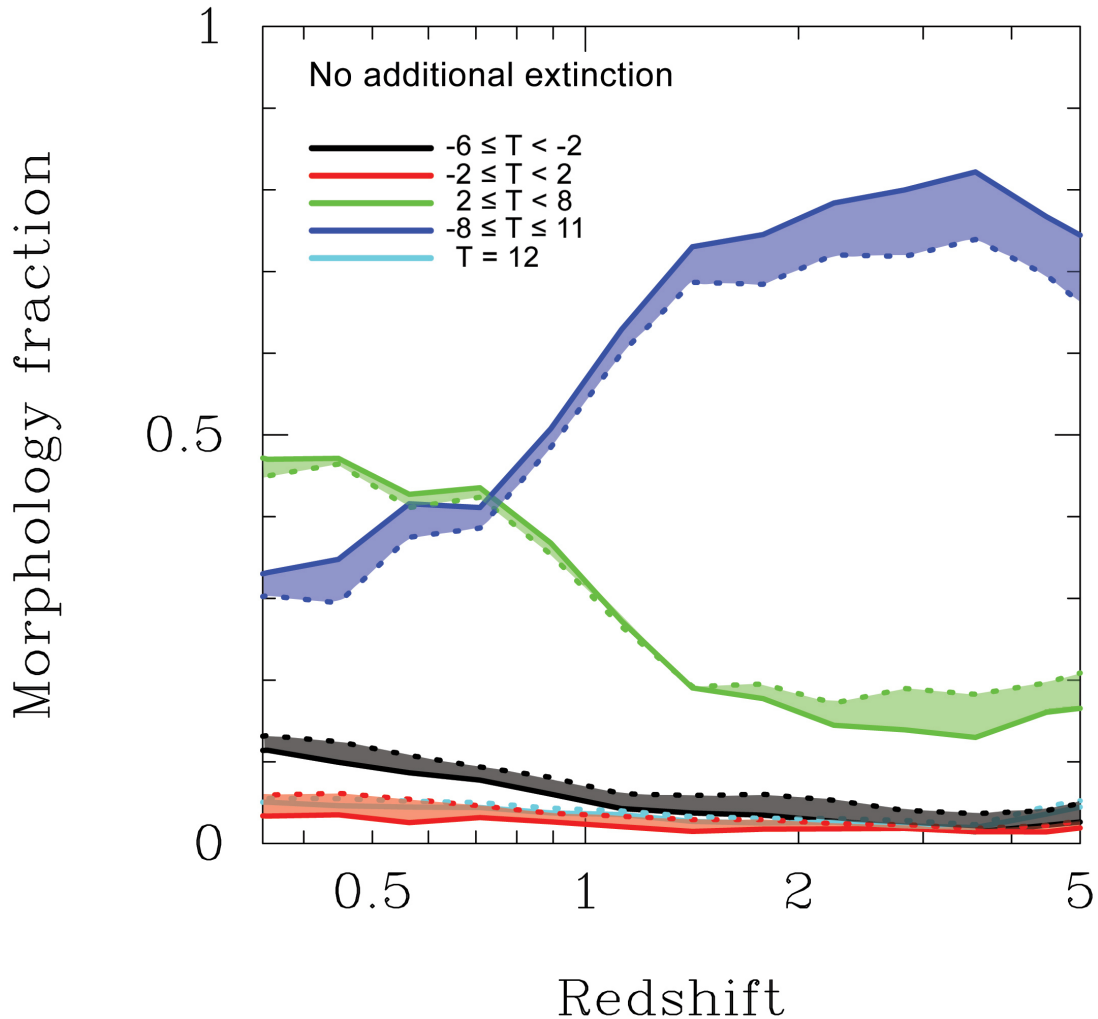 1
No additional extinction
-6 ≤ T < -2
-2 ≤ T < 2
2 ≤ T < 8
-8 ≤ T ≤ 11
T = 12
Morphology fraction
0.5
0
0.5 1 2 5
Redshift